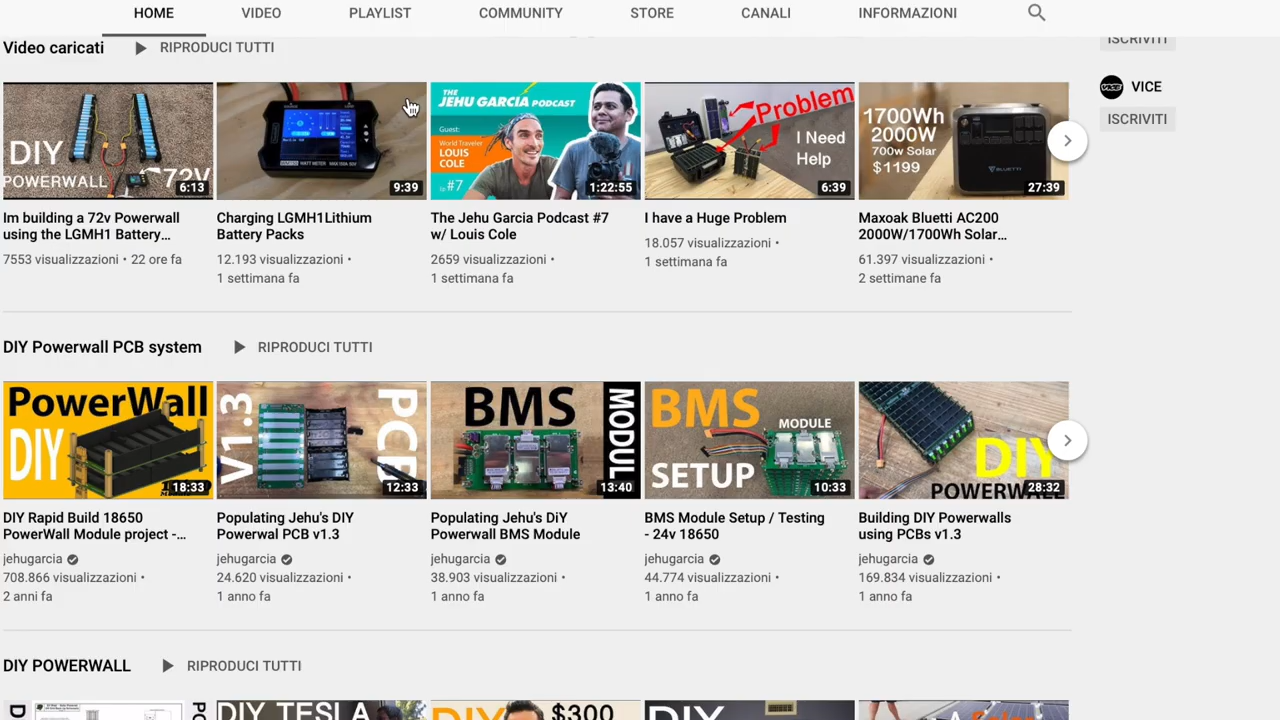 HOME VIDEO PLAYLIST COMMUNITY STORE CANALI INFORMAZIONI
Video caricati RIPRODUCI TUTTI
ISCRIVITI
VICE
ISCRIVITI
DIY
POWERWALL
72V
6:13
9:39
THE
JEHU GARCIA PODCAST
Guest:
World Traveler
LOUIS
COLE
Ep #7
1:22:55
Problem
I Need
Help
6:39
1700Wh
2000W
700w Solar
$1199
BLUETTI
27:39
Im building a 72v Powerwall
using the LGMH1 Battery…
7553 visualizzazioni • 22 ore fa
Charging LGMH1Lithium
Battery Packs
12.193 visualizzazioni •
1 settimana fa
The Jehu Garcia Podcast #7
w/ Louis Cole
2659 visualizzazioni •
1 settimana fa
I have a Huge Problem
18.057 visualizzazioni •
1 settimana fa
Maxoak Bluetti AC200
2000W/1700Wh Solar…
61.397 visualizzazioni •
2 settimane fa
DIY Powerwall PCB system RIPRODUCI TUTTI
PowerWall
DIY
18:33
V1.3
PCB
12:33
BMS
MODUL
13:40
BMS
MODULE
SETUP
10:33
DIY
POWERWALL
28:32
DIY Rapid Build 18650
PowerWall Module project -…
jehugarcia
708.866 visualizzazioni •
2 anni fa
Populating Jehu's DIY
Powerwal PCB v1.3
jehugarcia
24.620 visualizzazioni •
1 anno fa
Populating Jehu's DiY
Powerwall BMS Module
jehugarcia
38.903 visualizzazioni •
1 anno fa
BMS Module Setup / Testing
- 24v 18650
jehugarcia
44.774 visualizzazioni •
1 anno fa
Building DIY Powerwalls
using PCBs v1.3
jehugarcia
169.834 visualizzazioni •
1 anno fa
DIY POWERWALL RIPRODUCI TUTTI
DIY TESLA
DIY
$300
DIY
A Solar